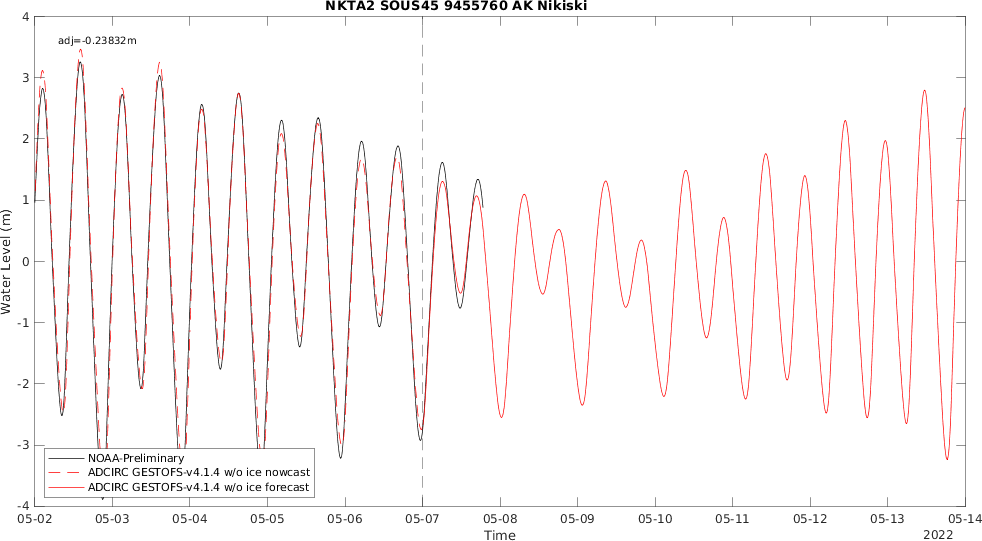 NKTA2 SOUS45 9455760 AK Nikiski
adj=-0.23832m
4
3
2
1
0
-1
-2
-3
-4
Water Level (m)
NOAA-Preliminary
ADCIRC GESTOFS-v4.1.4 w/o ice nowcast
ADCIRC GESTOFS-v4.1.4 w/o ice forecast
05-02 05-03 05-04 05-05 05-06 05-07 05-08 05-09 05-10 05-11 05-12 05-13 05-14
Time
2022